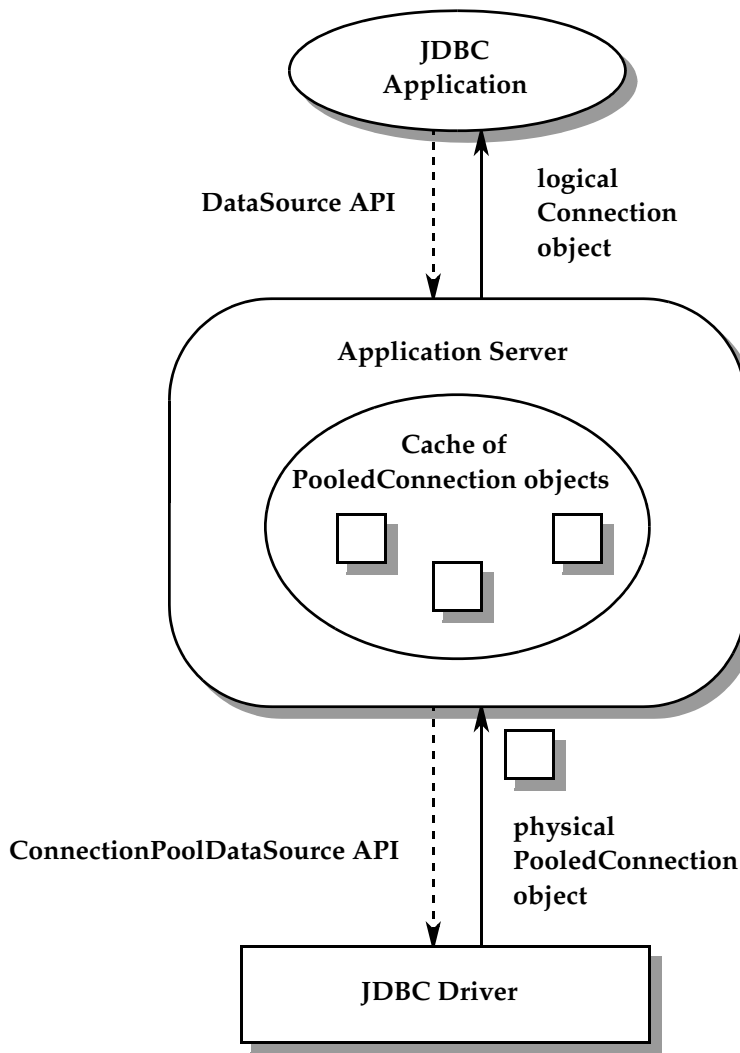 JDBC
Application
DataSource API
logical
Connection
object
Application Server
Cache of
PooledConnection objects
ConnectionPoolDataSource API
physical
PooledConnection
object
JDBC Driver